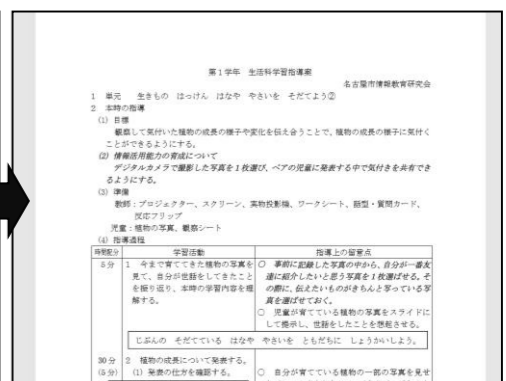 第1学年 生活科学習指導案
名古屋市情報教育研究会
1 単元 生きもの はっけん はなや やさいを そだてよう②
2 本時の指導
(1) 目標
観察して気付いた植物の成長の様子や変化を伝え合うことで、植物の成長の様子に気付く
ことができるようにする。
(2) 情報活用能力の育成について
デジタルカメラで撮影した写真を1枚選び、ペアの児童に発表する中で気付きを共有でき
るようにする。
(3) 準備
教師：プロジェクター、スクリーン、実物投影機、ワークシート、話型・質問カード、
反応フリップ
児童：植物の写真、観察シート
(4) 指導過程
時間配分 学習活動 指導上の留意点
5分 1 今まで育ててきた植物の写真を ○ 事前に記録した写真の中から、自分が一番友
見て、自分が世話をしてきたこと 達に紹介したいと思う写真を1枚選ばせる。そ
を振り返り、本時の学習内容を理 の際に、伝えたいものがきちんと写っている写
解する。 真を選ばせておく。
○ 児童が育てている植物の写真をスライドに
して掲示し、世話をしたことを想起させる。
じぶんの そだてている はなや やさいを ともだちに しょうかいしよう。
30分 2 植物の成長について発表する。
(5分) (1) 発表の仕方を確認する。 ○ 自分が育てている植物の一部の写真を見せ